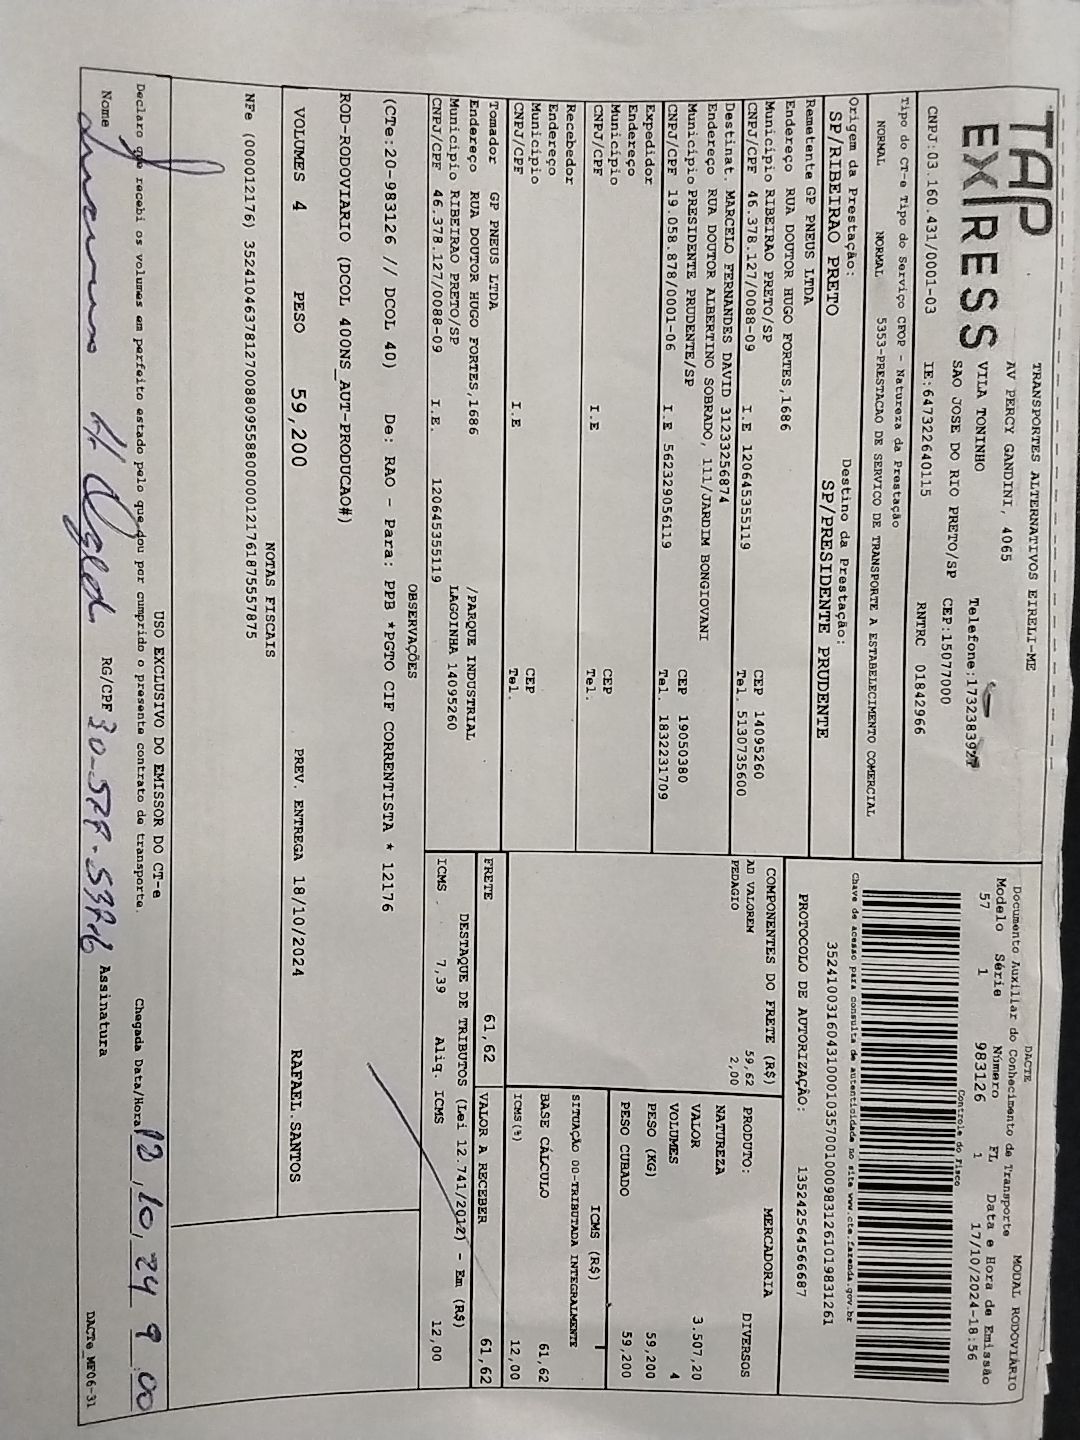 TAP
EX/RESS
TRANSPORTES ALTERNATIVOS EIRELI-ME
AV PERCY GANDINI, 4065
VILA TONINHO Telefone:1732383927
SAO JOSE DO RIO PRETO/SP CEP:15077000
CNPJ:03.160.431/0001-03 IE:647322640115 RNTRC 01842966
Tipo do CT-e Tipo do Serviço CFOP - Natureza da Prestação
NORMAL NORMAL 5353-PRESTACAO DE SERVICO DE TRANSPORTE A ESTABELECIMENTO COMERCIAL
Origem da Prestação: Destino da Prestação:
SP/RIBEIRAO PRETO SP/PRESIDENTE PRUDENTE
Remetente GP PNEUS LTDA
Endereço RUA DOUTOR HUGO FORTES,1686
Município RIBEIRAO PRETO/SP CEP 14095260
CNPJ/CPF 46.378.127/0088-09 I.E 120645355119 Tel. 5130735600
Destinat. MARCELO FERNANDES DAVID 31233256874
Endereço RUA DOUTOR ALBERTINO SOBRADO, 111/JARDIM BONGIOVANI
Município PRESIDENTE PRUDENTE/SP CEP 19050380
CNPJ/CPF 19.058.878/0001-06 I.E 562329056119 Tel. 1832231709
Expedidor
Endereço
Município CEP
CNPJ/CPF I.E Tel.
Recebedor
Endereço
Município CEP
CNPJ/CPF I.E Tel.
Tomador GP PNEUS LTDA
Endereço RUA DOUTOR HUGO FORTES,1686 /PARQUE INDUSTRIAL
Município RIBEIRAO PRETO/SP LAGOINHA 14095260
CNPJ/CPF 46.378.127/0088-09 I.E. 120645355119
DACTE MODAL RODOVIÁRIO
Documento Auxiliar do Conhecimento de Transporte
Modelo Série Número FL Data e Hora de Emissão
57 1 983126 1 17/10/2024-18:56
Controle do Fisco
Chave de acesso para consulta de autenticidade no site www.cte.fazenda.gov.br
35241003160431000103570010009831261019831261
PROTOCOLO DE AUTORIZAÇÃO: 135242564566687
COMPONENTES DO FRETE (R$)
AD VALOREM 59,62
PEDAGIO 2,00
MERCADORIA
PRODUTO: DIVERSOS
NATUREZA
VALOR 3.507,20
VOLUMES 4
PESO (KG) 59,200
PESO CUBADO 59,200
ICMS (R$)
SITUAÇÃO 00-TRIBUTADA INTEGRALMENTE
BASE CÁLCULO 61,62
ICMS(%) 12,00
FRETE 61,62 VALOR A RECEBER 61,62
DESTAQUE DE TRIBUTOS (Lei 12.741/2012) - Em (R$)
ICMS 7,39 Aliq. ICMS 12,00
OBSERVAÇÕES
(CTe:20-983126 // DCOL 40) De: RAO - Para: PPB *PGTO CIF CORRENTISTA * 12176
ROD-RODOVIARIO (DCOL 400NS_AUT-PRODUCAO#)
VOLUMES 4 PESO 59,200 PREV. ENTREGA 18/10/2024 RAFAEL.SANTOS
NOTAS FISCAIS
NFe (000012176) 35241046378127008809558000000121761875557875
USO EXCLUSIVO DO EMISSOR DO CT-e
Declaro que recebi os volumes em perfeito estado pelo que dou por cumprido o presente contrato de transporte. Chegada Data/Hora 18, 10, 24 9 :00
Nome RG/CPF Assinatura
DACTe_MF06-31